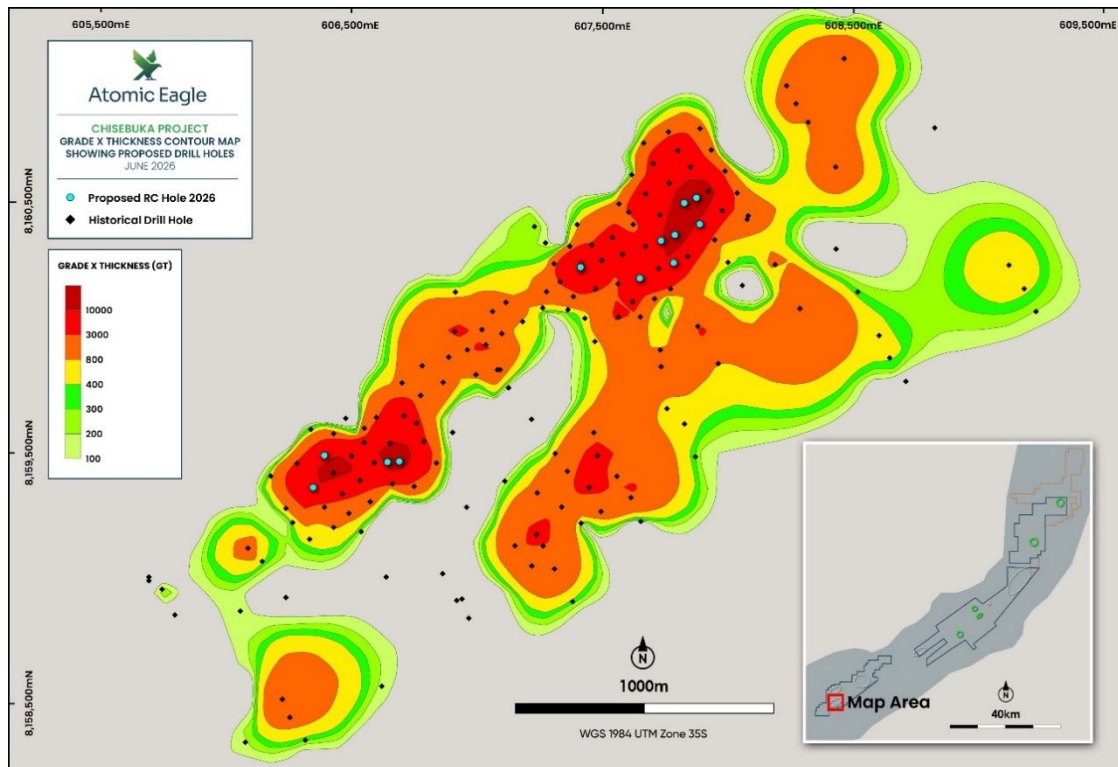 605,500mE
606,500mE
607,500mE
608,500mE
609,500mE
Atomic Eagle
CHISEBUKA PROJECT
GRADE X THICKNESS CONTOUR MAP
SHOWING PROPOSED DRILL HOLES
JUNE 2026
Proposed RC Hole 2026
Historical Drill Hole
GRADE X THICKNESS (GT)
10000
3000
800
400
300
200
100
8,160,500mN
8,159,500mN
8,158,500mN
N
1000m
WGS 1984 UTM Zone 35S
Map Area
N
40km